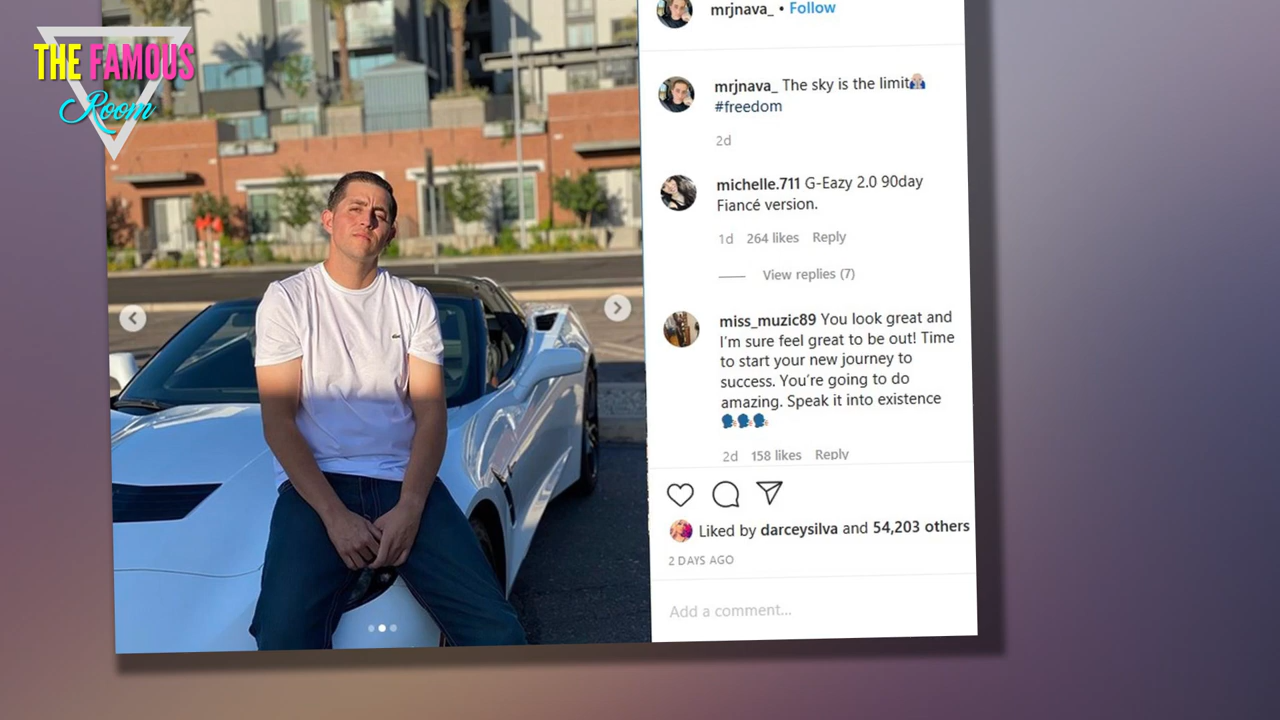 THE FAMOUS
Room
mrjnava_ • Follow
mrjnava_ The sky is the limit
#freedom
2d
michelle.711 G-Eazy 2.0 90day
Fiancé version.
1d 264 likes Reply
View replies (7)
miss_muzic89 You look great and
I'm sure feel great to be out! Time
to start your new journey to
success. You're going to do
amazing. Speak it into existence
2d 158 likes Reply
Liked by darceysilva and 54,203 others
2 DAYS AGO
Add a comment...